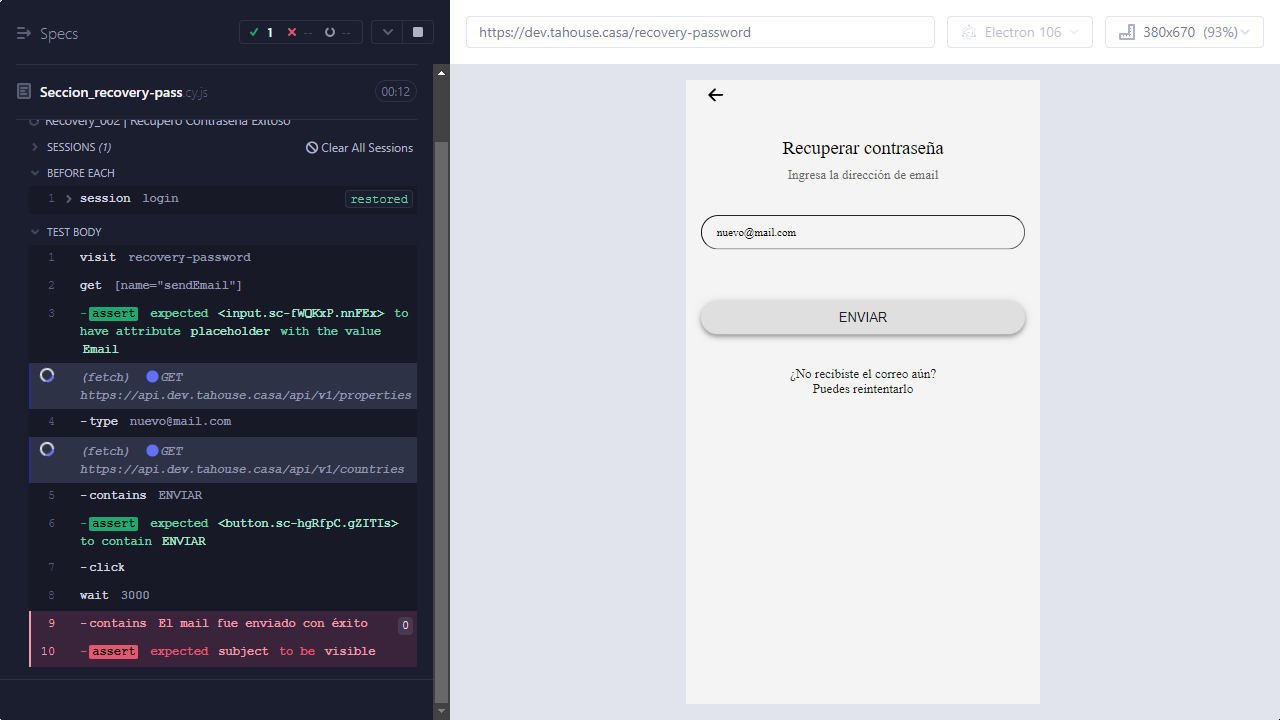 Specs
1
--
--
https://dev.tahouse.casa/recovery-password
Electron 106
380x670 (93%)
Seccion_recovery-pass.cy.js
00:12
Recovery_002 | Recupero Contraseña Exitoso
SESSIONS (1)
Clear All Sessions
BEFORE EACH
1 session login restored
TEST BODY
1 visit recovery-password
2 get [name="sendEmail"]
3 -assert expected <input.sc-fWQKxP.nnFEx> to
have attribute placeholder with the value
Email
(fetch) GET
https://api.dev.tahouse.casa/api/v1/properties
4 -type nuevo@mail.com
(fetch) GET
https://api.dev.tahouse.casa/api/v1/countries
5 -contains ENVIAR
6 -assert expected <button.sc-hgRfpC.gZITIs>
to contain ENVIAR
7 -click
8 wait 3000
9 -contains El mail fue enviado con éxito 0
10 -assert expected subject to be visible
Recuperar contraseña
Ingresa la dirección de email
nuevo@mail.com
ENVIAR
¿No recibiste el correo aún?
Puedes reintentarlo